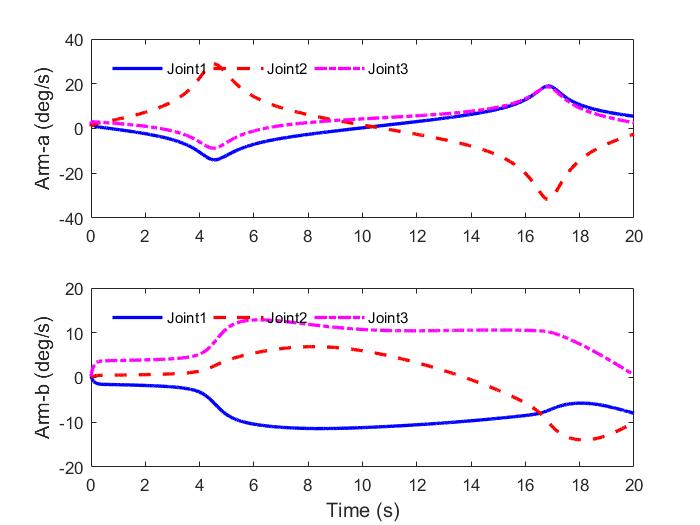 40
20
0
-20
-40
Arm-a (deg/s)
Joint1 Joint2 Joint3
0 2 4 6 8 10 12 14 16 18 20
20
10
0
-10
-20
Arm-b (deg/s)
Joint1 Joint2 Joint3
0 2 4 6 8 10 12 14 16 18 20
Time (s)